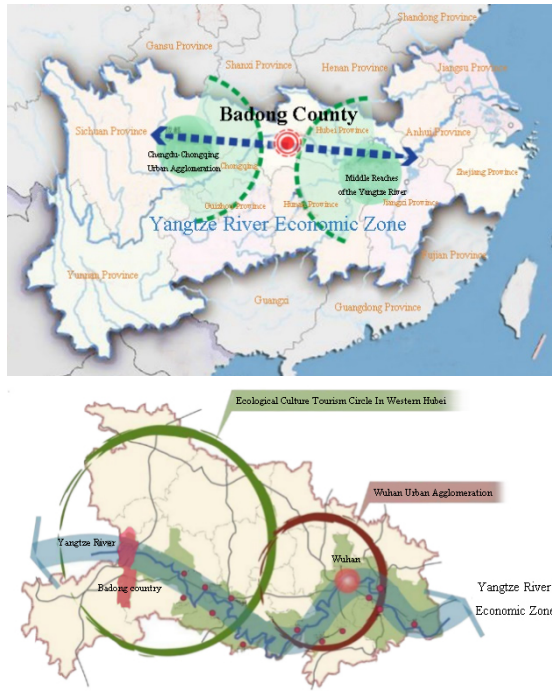 Shandong Province
Gansu Province
Shanxi Province
Henan Province
Jiangsu Province
Badong County
Sichuan Province
Hubei Province
Anhui Province
Chengdu-Chongqing
Urban Agglomeration
Chongqing
Middle Reaches
of the Yangtze River
Zhejiang Province
Guizhou Province
Hunan Province
Jiangxi Province
Yangtze River Economic Zone
Yunnan Province
Fujian Province
Guangxi
Guangdong Province
Ecological Culture Tourism Circle In Western Hubei
Wuhan Urban Agglomeration
Yangtze River
Wuhan
Badong country
Yangtze River
Economic Zone